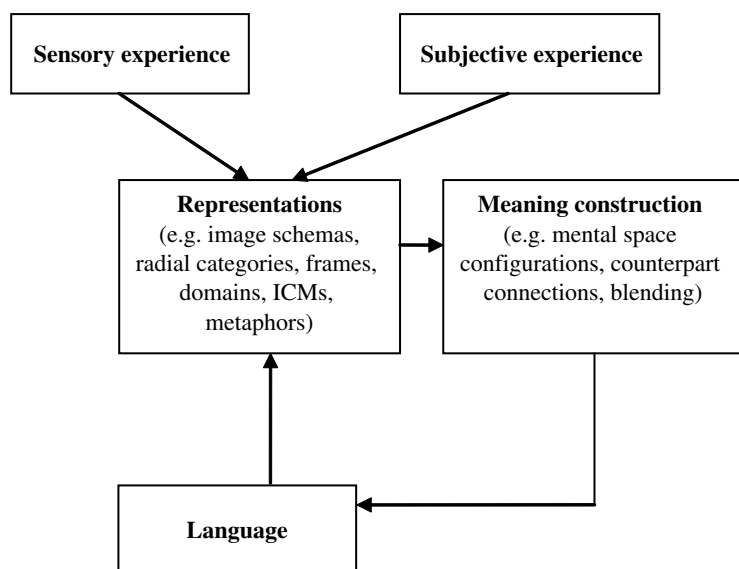 Sensory experience
Subjective experience
Representations
(e.g. image schemas,
radial categories, frames,
domains, ICMs,
metaphors)
Meaning construction
(e.g. mental space
configurations, counterpart
connections, blending)
Language